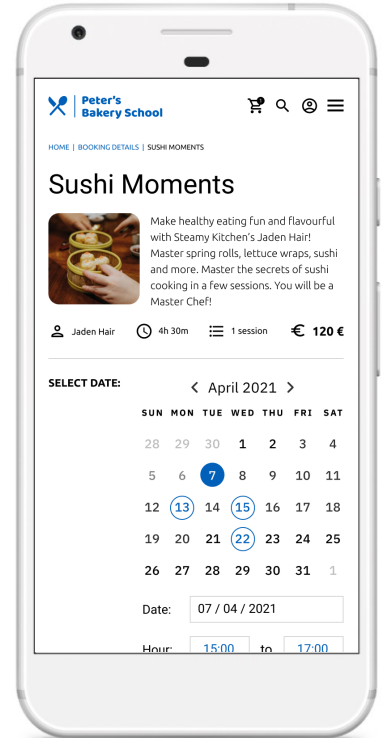 Peter's
Bakery School
HOME | BOOKING DETAILS | SUSHI MOMENTS
Sushi Moments
Make healthy eating fun and flavourful
with Steamy Kitchen's Jaden Hair!
Master spring rolls, lettuce wraps, sushi
and more. Master the secrets of sushi
cooking in a few sessions. You will be a
Master Chef!
Jaden Hair 4h 30m 1 session € 120 €
SELECT DATE:
< April 2021 >
SUN MON TUE WED THU FRI SAT
28 29 30 1 2 3 4
5 6 7 8 9 10 11
12 13 14 15 16 17 18
19 20 21 22 23 24 25
26 27 28 29 30 31 1
Date: 07 / 04 / 2021
Hour: 15:00 to 17:00